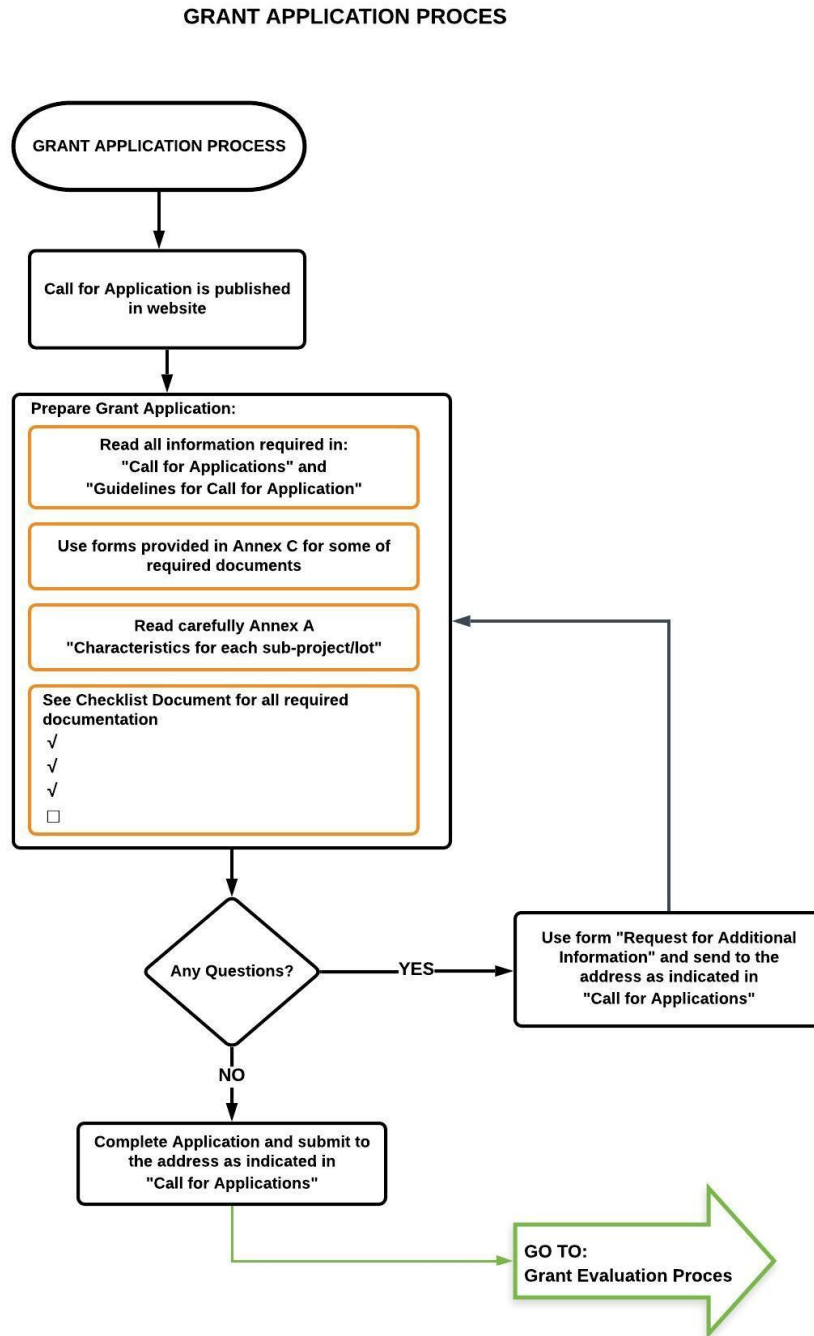 GRANT APPLICATION PROCES
GRANT APPLICATION PROCESS
Call for Application is published
in website
Prepare Grant Application:
Read all information required in:
"Call for Applications" and
"Guidelines for Call for Application"
Use forms provided in Annex C for some of
required documents
Read carefully Annex A
"Characteristics for each sub-project/lot"
See Checklist Document for all required
documentation
√
√
√
□
Any Questions?
YES
Use form "Request for Additional
Information" and send to the
address as indicated in
"Call for Applications"
NO
Complete Application and submit to
the address as indicated in
"Call for Applications"
GO TO:
Grant Evaluation Proces